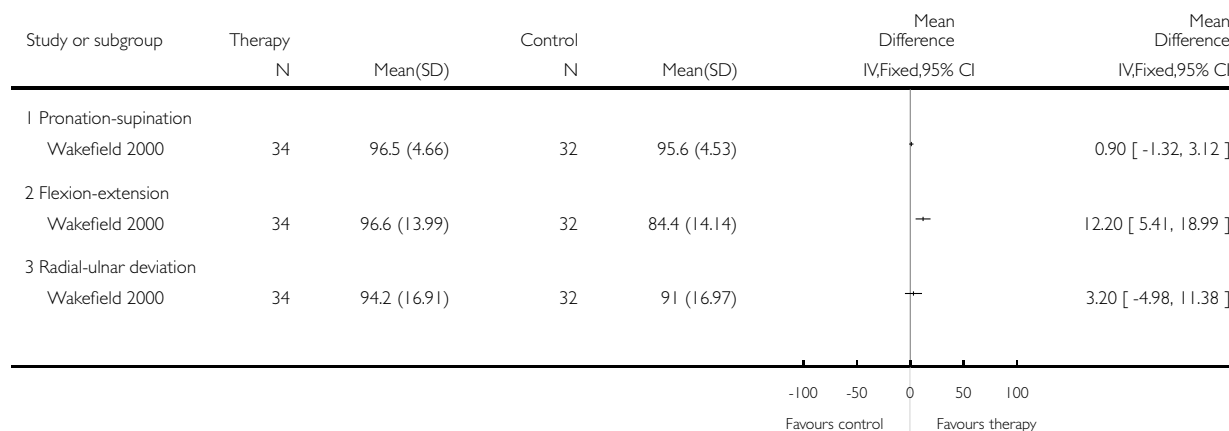 Mean Mean
Study or subgroup Therapy Control Difference Difference
N Mean(SD) N Mean(SD) IV,Fixed,95% CI IV,Fixed,95% CI
1 Pronation-supination
Wakefield 2000 34 96.5 (4.66) 32 95.6 (4.53) 0.90 [ -1.32, 3.12 ]
2 Flexion-extension
Wakefield 2000 34 96.6 (13.99) 32 84.4 (14.14) 12.20 [ 5.41, 18.99 ]
3 Radial-ulnar deviation
Wakefield 2000 34 94.2 (16.91) 32 91 (16.97) 3.20 [ -4.98, 11.38 ]
-100 -50 0 50 100
Favours control Favours therapy